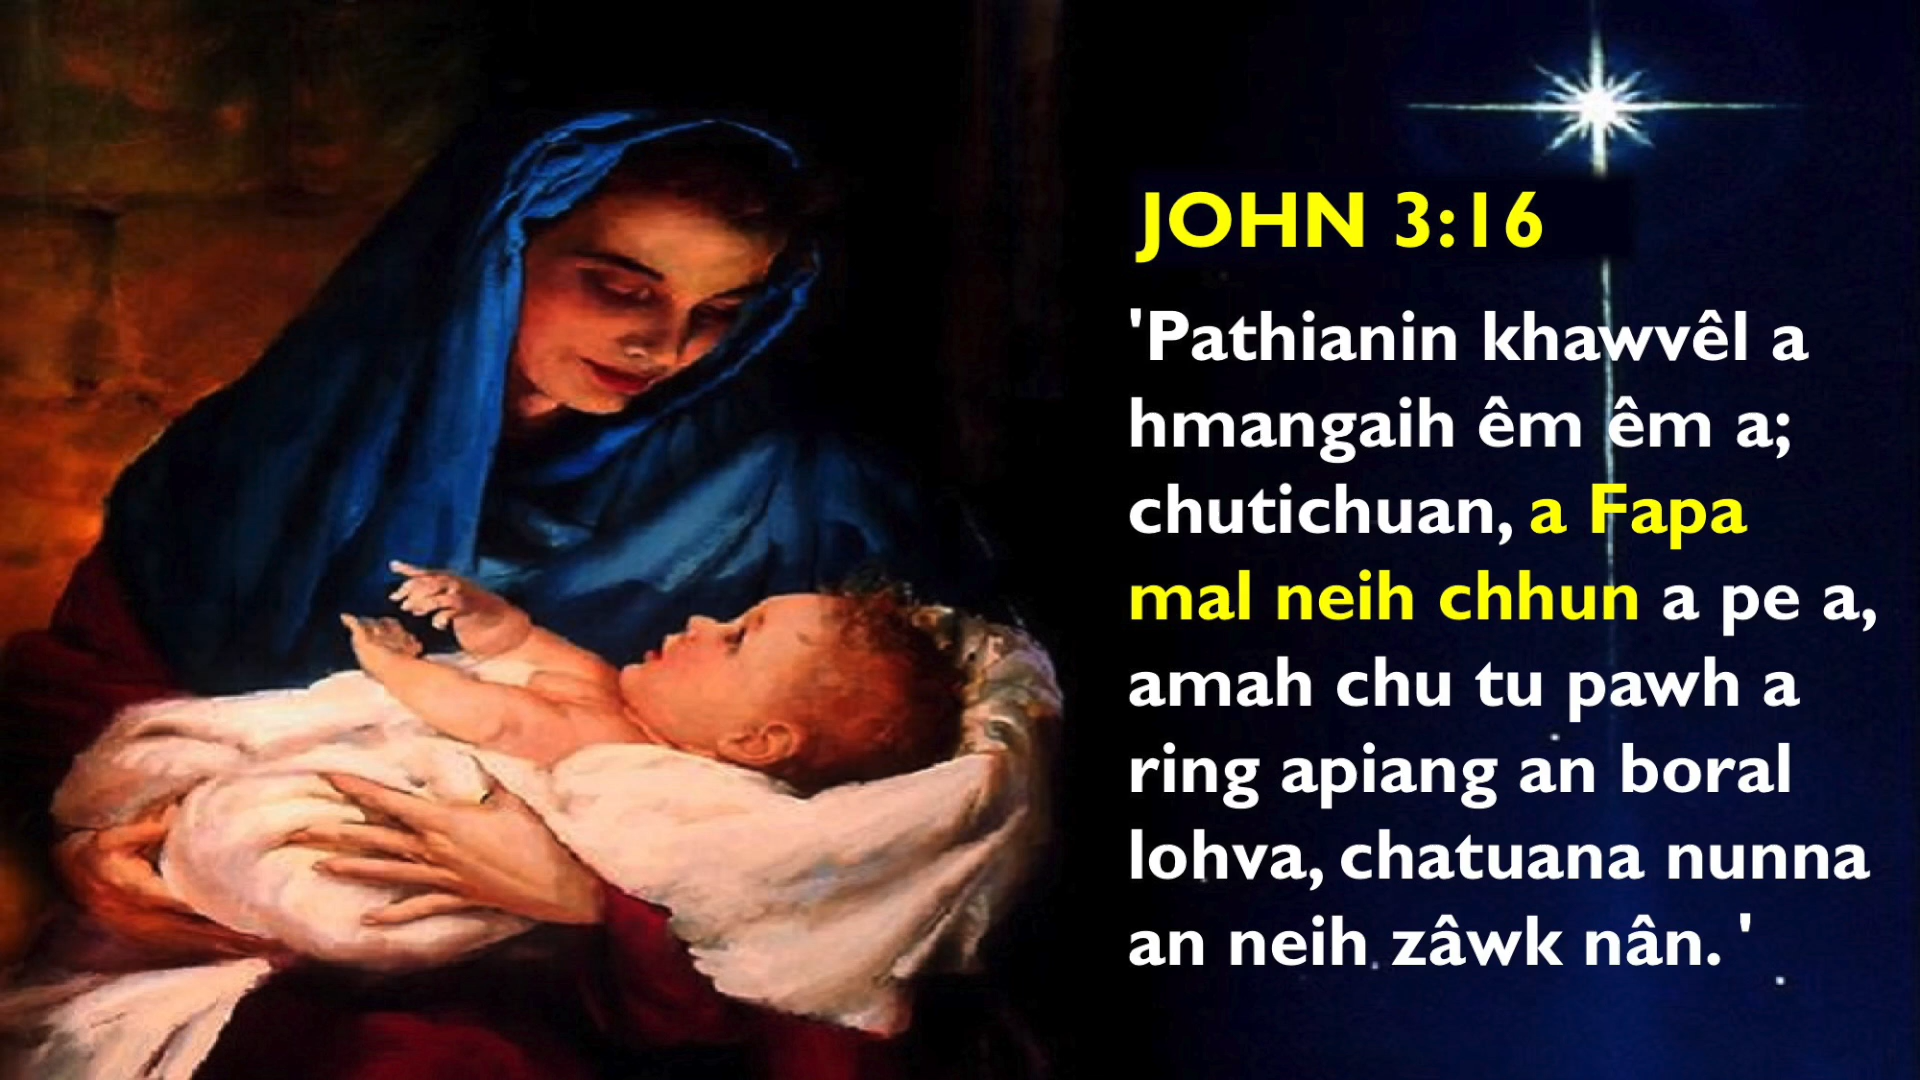 JOHN 3:16
'Pathianin khawvêl a
hmangaih êm êm a;
chutichuan, a Fapa
mal neih chhun a pe a,
amah chu tu pawh a
ring apiang an boral
lohva, chatuana nunna
an neih zâwk nân. '